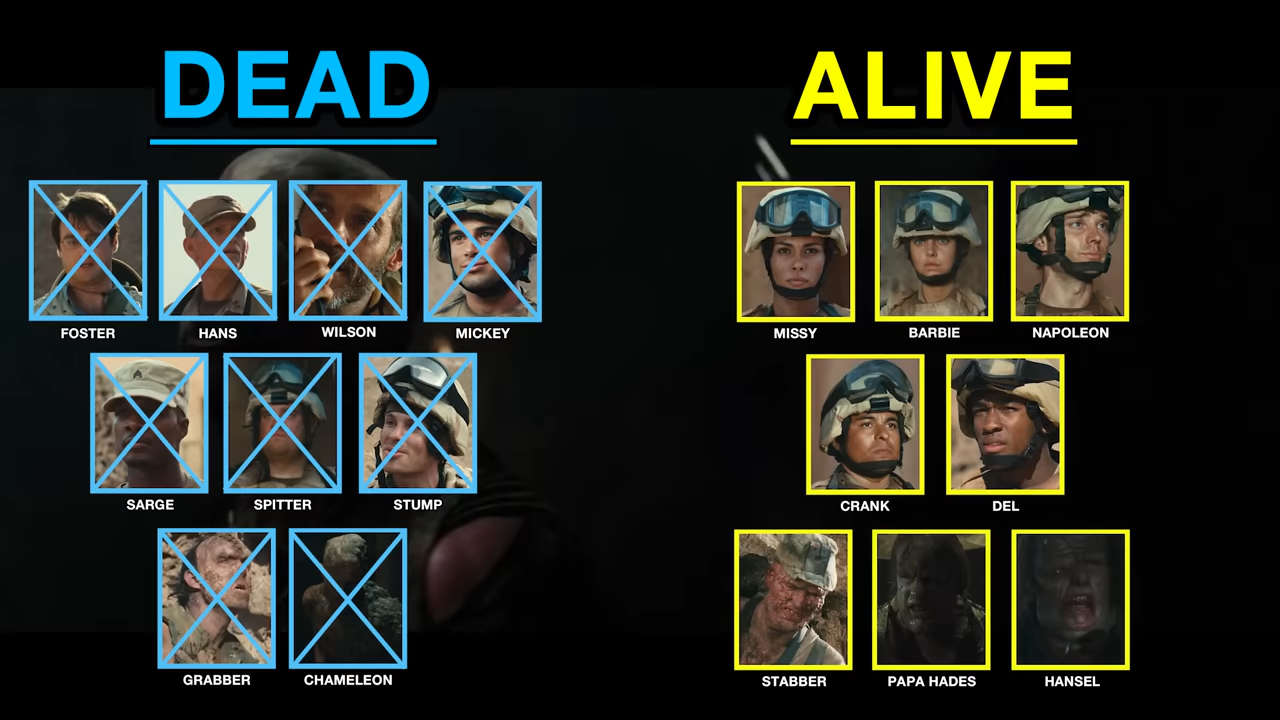 DEAD
ALIVE
FOSTER
HANS
WILSON
MICKEY
MISSY
BARBIE
NAPOLEON
SARGE
SPITTER
STUMP
CRANK
DEL
GRABBER
CHAMELEON
STABBER
PAPA HADES
HANSEL